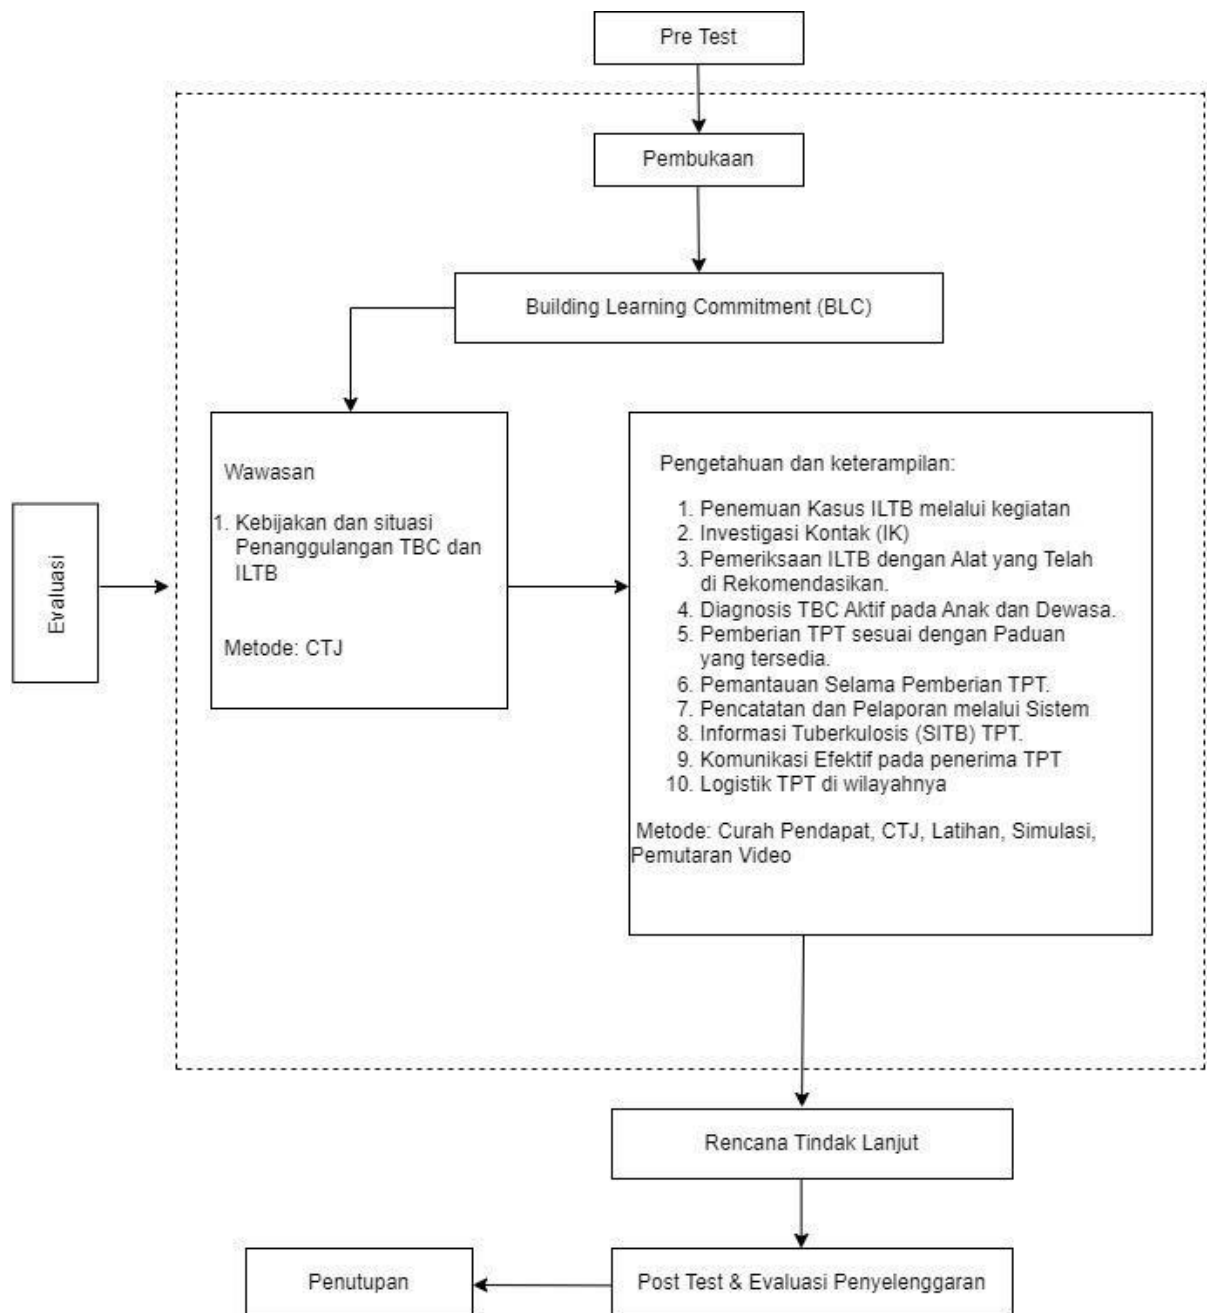 Pre Test
Pembukaan
Building Learning Commitment (BLC)
Evaluasi
Wawasan
1. Kebijakan dan situasi
Penanggulangan TBC dan
ILTB
Metode: CTJ
Pengetahuan dan keterampilan:
1. Penemuan Kasus ILTB melalui kegiatan
2. Investigasi Kontak (IK)
3. Pemeriksaan ILTB dengan Alat yang Telah
di Rekomendasikan.
4. Diagnosis TBC Aktif pada Anak dan Dewasa.
5. Pemberian TPT sesuai dengan Paduan
yang tersedia.
6. Pemantauan Selama Pemberian TPT.
7. Pencatatan dan Pelaporan melalui Sistem
8. Informasi Tuberkulosis (SITB) TPT.
9. Komunikasi Efektif pada penerima TPT
10. Logistik TPT di wilayahnya
Metode: Curah Pendapat, CTJ, Latihan, Simulasi,
Pemutaran Video
Rencana Tindak Lanjut
Post Test & Evaluasi Penyelenggaran
Penutupan